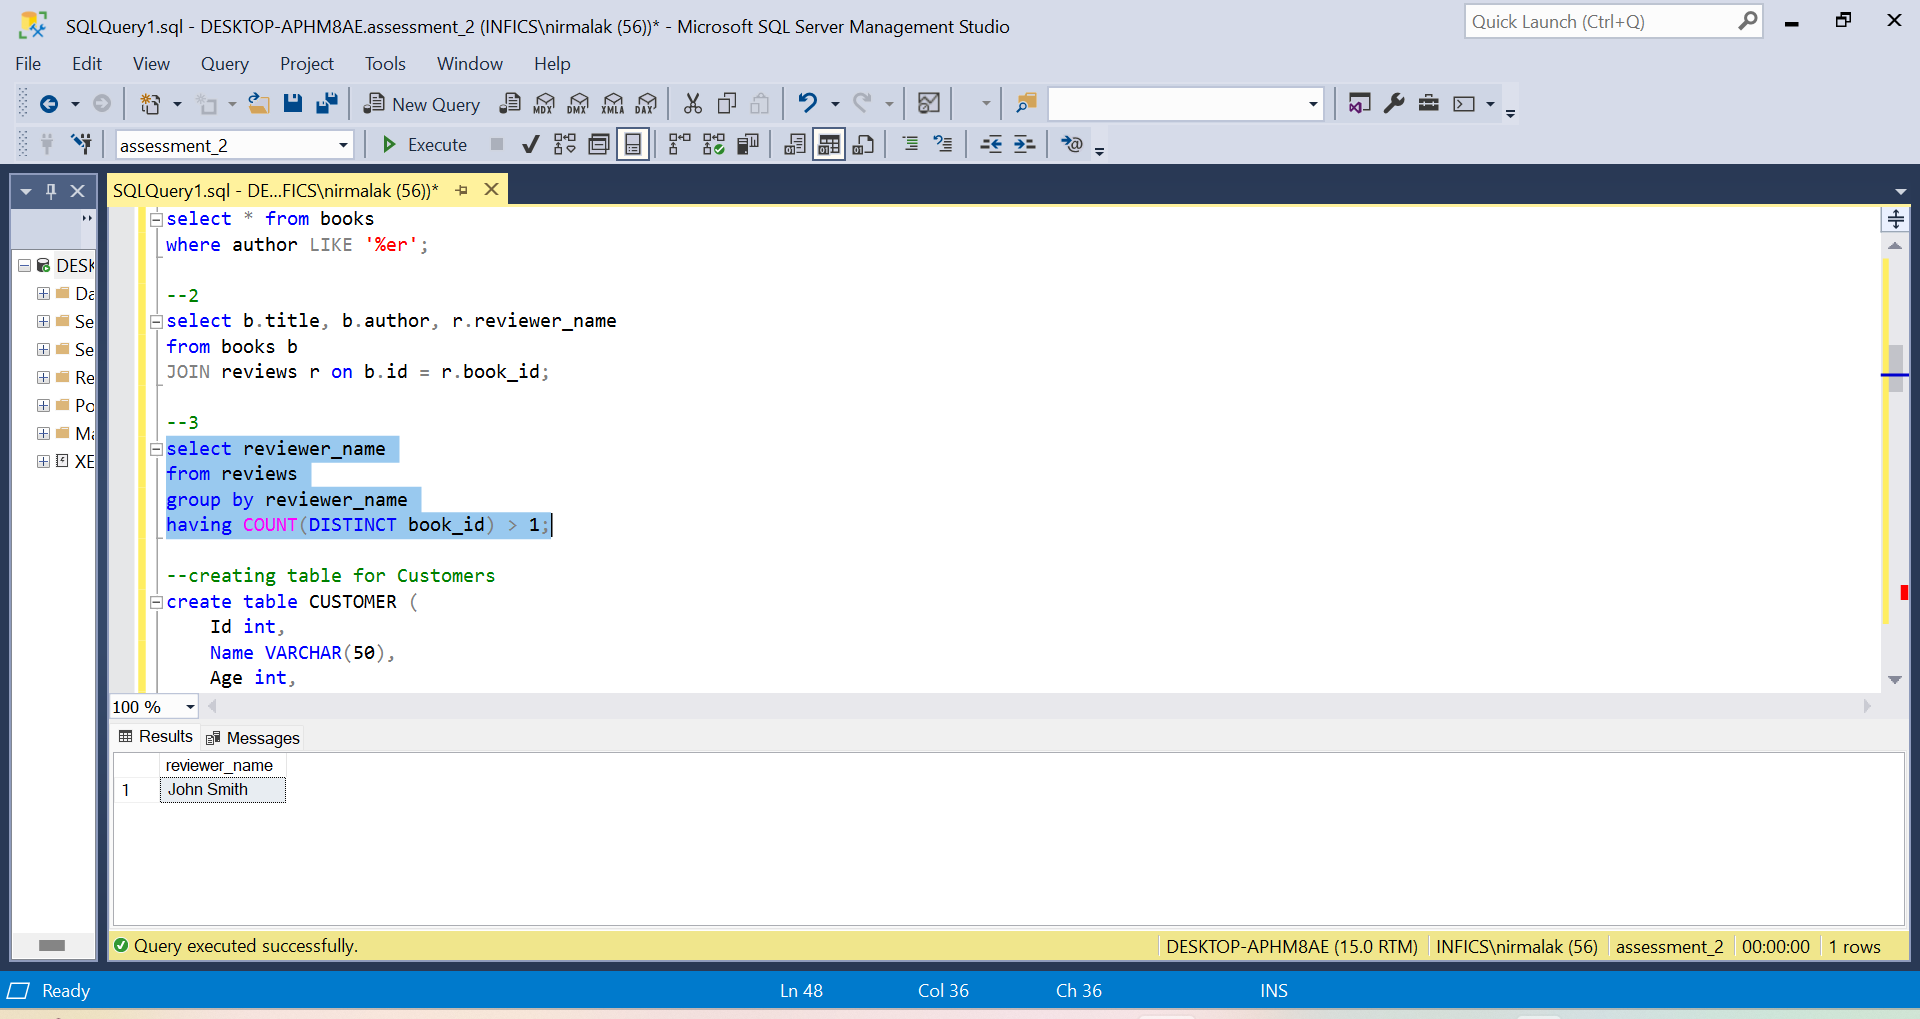 SQLQuery1.sql - DESKTOP-APHM8AE.assessment_2 (INFICS\nirmalak (56))* - Microsoft SQL Server Management Studio
Quick Launch (Ctrl+Q)
File Edit View Query Project Tools Window Help
New Query MDX DMX XMLA DAX
assessment_2 Execute
SQLQuery1.sql - DE...FICS\nirmalak (56))*
DESK
Da
Se
Se
Re
Po
Ma
XE
select * from books
where author LIKE '%er';
--2
select b.title, b.author, r.reviewer_name
from books b
JOIN reviews r on b.id = r.book_id;
--3
select reviewer_name
from reviews
group by reviewer_name
having COUNT(DISTINCT book_id) > 1;
--creating table for Customers
create table CUSTOMER (
Id int,
Name VARCHAR(50),
Age int,
100 %
Results Messages
reviewer_name
1 John Smith
Query executed successfully. DESKTOP-APHM8AE (15.0 RTM) INFICS\nirmalak (56) assessment_2 00:00:00 1 rows
Ready Ln 48 Col 36 Ch 36 INS